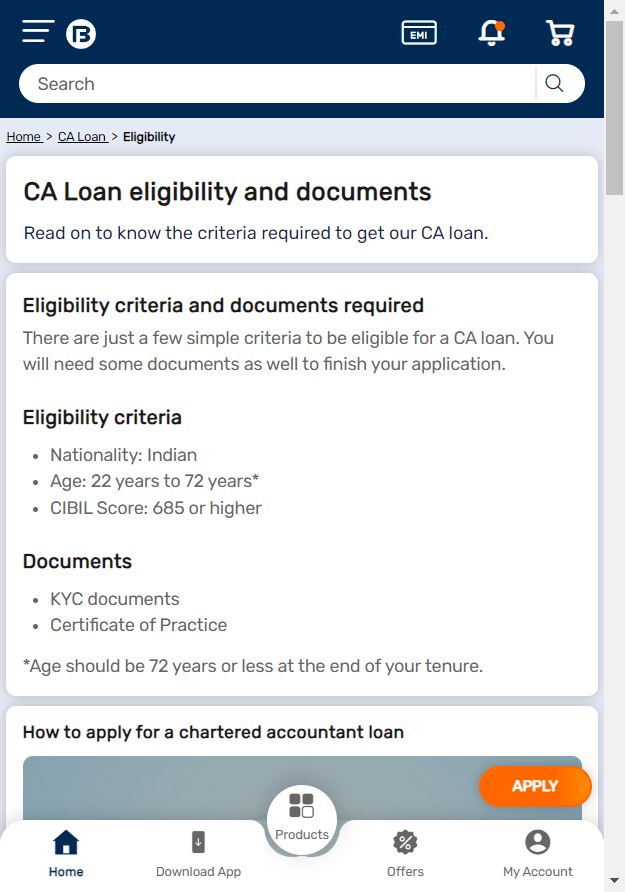 EMI
Search
Home > CA Loan > Eligibility
CA Loan eligibility and documents
Read on to know the criteria required to get our CA loan.
Eligibility criteria and documents required
There are just a few simple criteria to be eligible for a CA loan. You
will need some documents as well to finish your application.
Eligibility criteria
• Nationality: Indian
• Age: 22 years to 72 years*
• CIBIL Score: 685 or higher
Documents
• KYC documents
• Certificate of Practice
*Age should be 72 years or less at the end of your tenure.
How to apply for a chartered accountant loan
APPLY
Home
Download App
Products
Offers
My Account